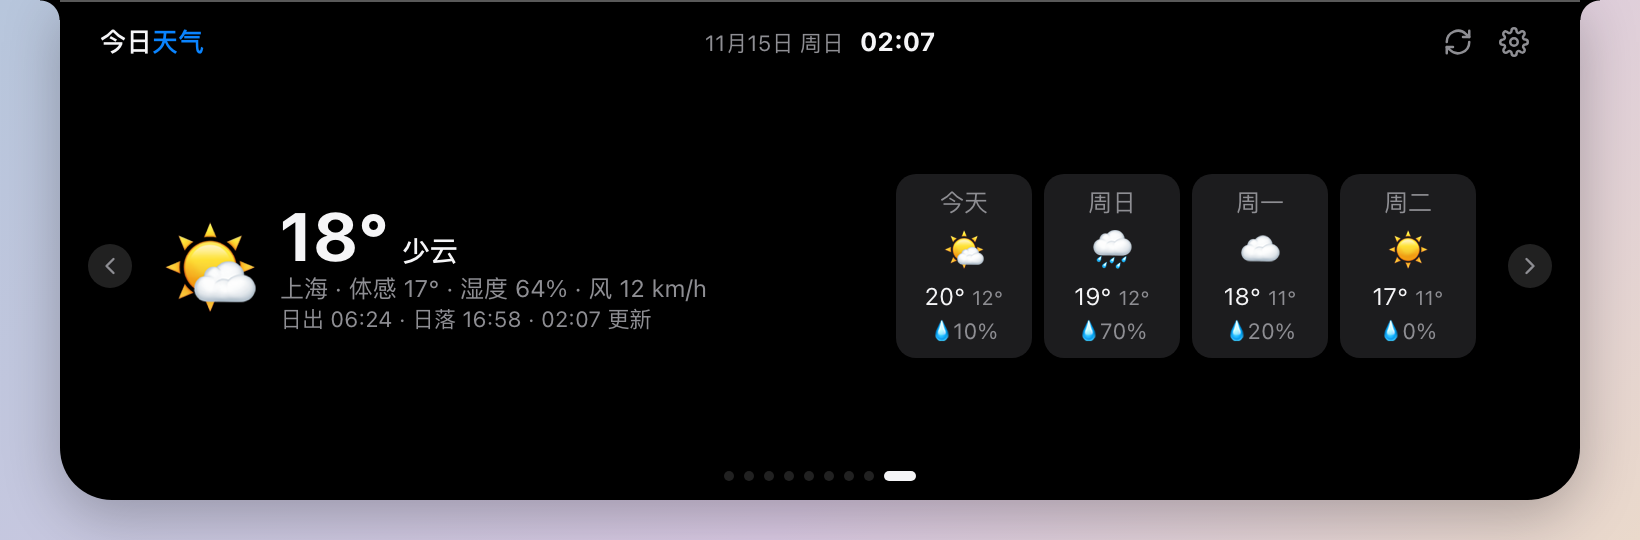 今日天气
11月15日 周日 02:07
18° 少云
上海 · 体感 17° · 湿度 64% · 风 12 km/h
日出 06:24 · 日落 16:58 · 02:07 更新
今天
20° 12°
10%
周日
19° 12°
70%
周一
18° 11°
20%
周二
17° 11°
0%